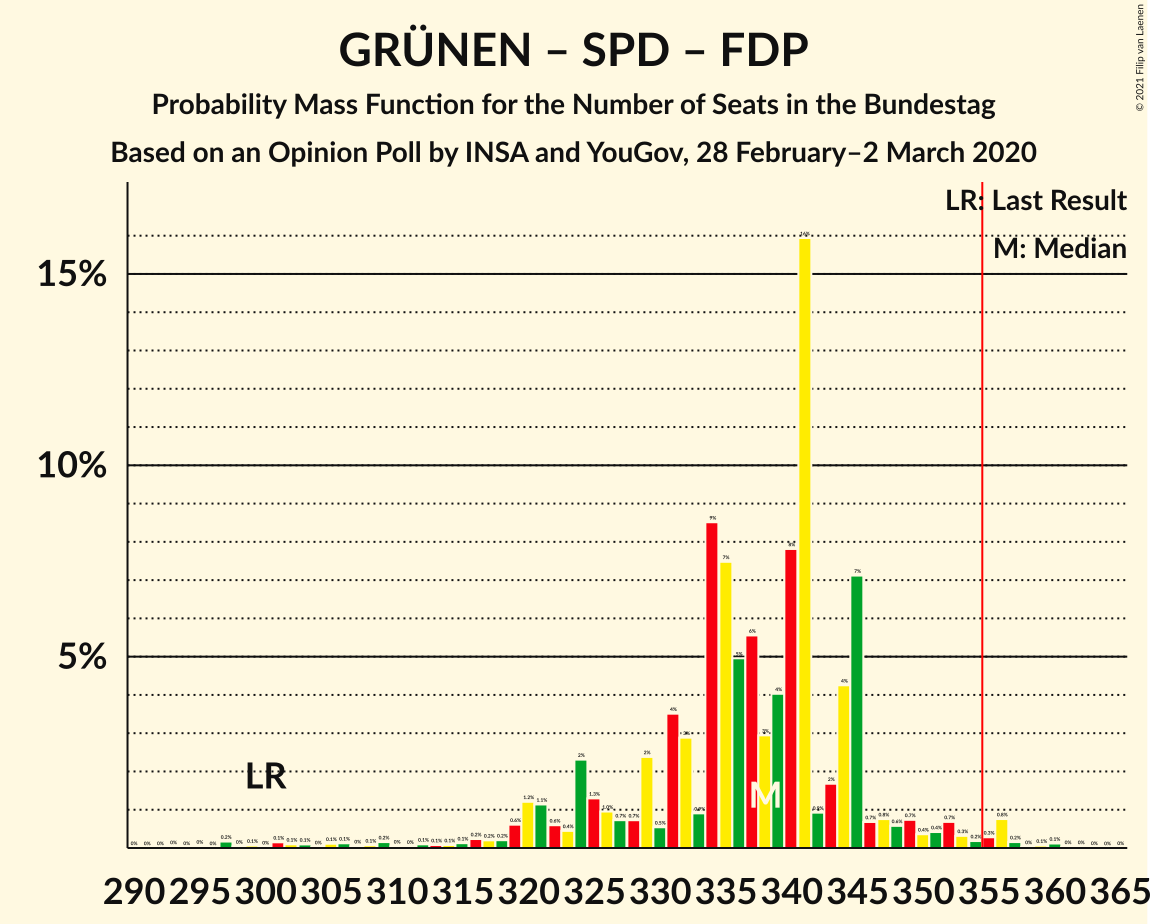 GRÜNEN – SPD – FDP
Probability Mass Function for the Number of Seats in the Bundestag
Based on an Opinion Poll by INSA and YouGov, 28 February–2 March 2020
© 2021 Filip van Laenen
LR: Last Result
M: Median
15%
10%
5%
LR
M
290 295 300 305 310 315 320 325 330 335 340 345 350 355 360 365